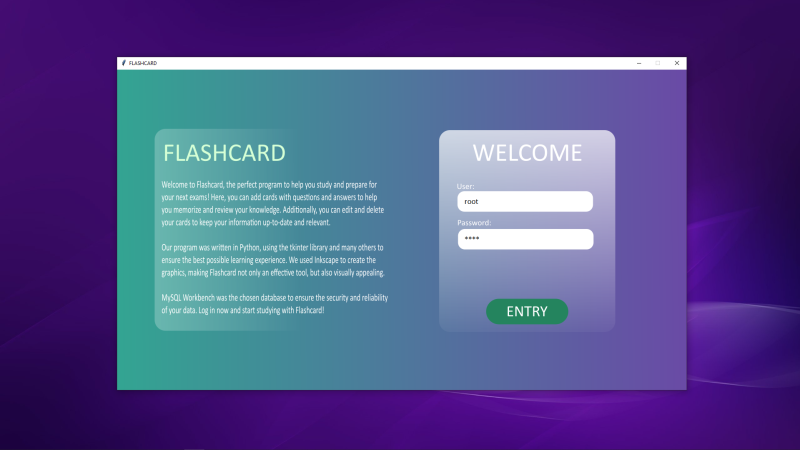 FLASHCARD
FLASHCARD
Welcome to Flashcard, the perfect program to help you study and prepare for
your next exams! Here, you can add cards with questions and answers to help
you memorize and review your knowledge. Additionally, you can edit and delete
your cards to keep your information up-to-date and relevant.
Our program was written in Python, using the tkinter library and many others to
ensure the best possible learning experience. We used Inkscape to create the
graphics, making Flashcard not only an effective tool, but also visually appealing.
MySQL Workbench was the chosen database to ensure the security and reliability
of your data. Log in now and start studying with Flashcard!
WELCOME
User:
root
Password:
****
ENTRY